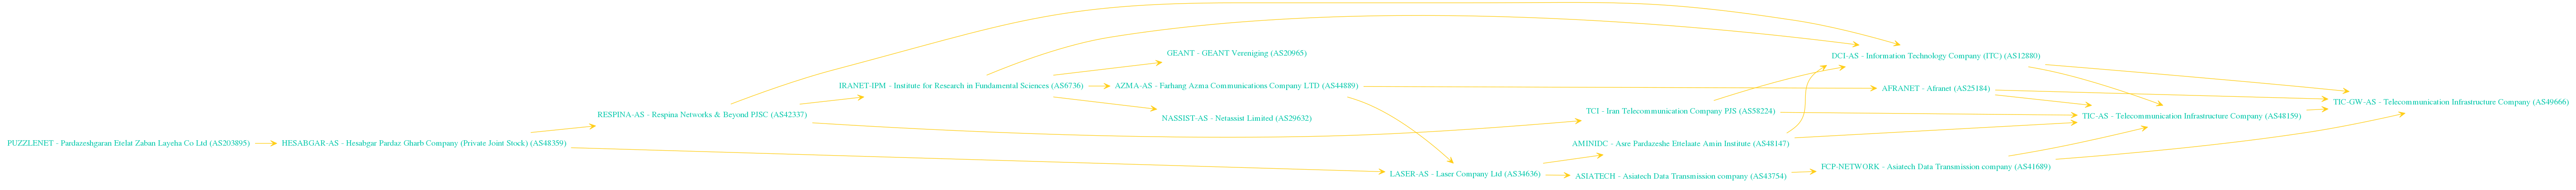 PUZZLENET - Pardazeshgaran Etelat Zaban Layeha Co Ltd (AS203895)
HESABGAR-AS - Hesabgar Pardaz Gharb Company (Private Joint Stock) (AS48359)
RESPINA-AS - Respina Networks & Beyond PJSC (AS42337)
IRANET-IPM - Institute for Research in Fundamental Sciences (AS6736)
GEANT - GEANT Vereniging (AS20965)
AZMA-AS - Farhang Azma Communications Company LTD (AS44889)
NASSIST-AS - Netassist Limited (AS29632)
LASER-AS - Laser Company Ltd (AS34636)
TCI - Iran Telecommunication Company PJS (AS58224)
AMINIDC - Asre Pardazeshe Ettelaate Amin Institute (AS48147)
ASIATECH - Asiatech Data Transmission company (AS43754)
DCI-AS - Information Technology Company (ITC) (AS12880)
AFRANET - Afranet (AS25184)
FCP-NETWORK - Asiatech Data Transmission company (AS41689)
TIC-AS - Telecommunication Infrastructure Company (AS48159)
TIC-GW-AS - Telecommunication Infrastructure Company (AS49666)